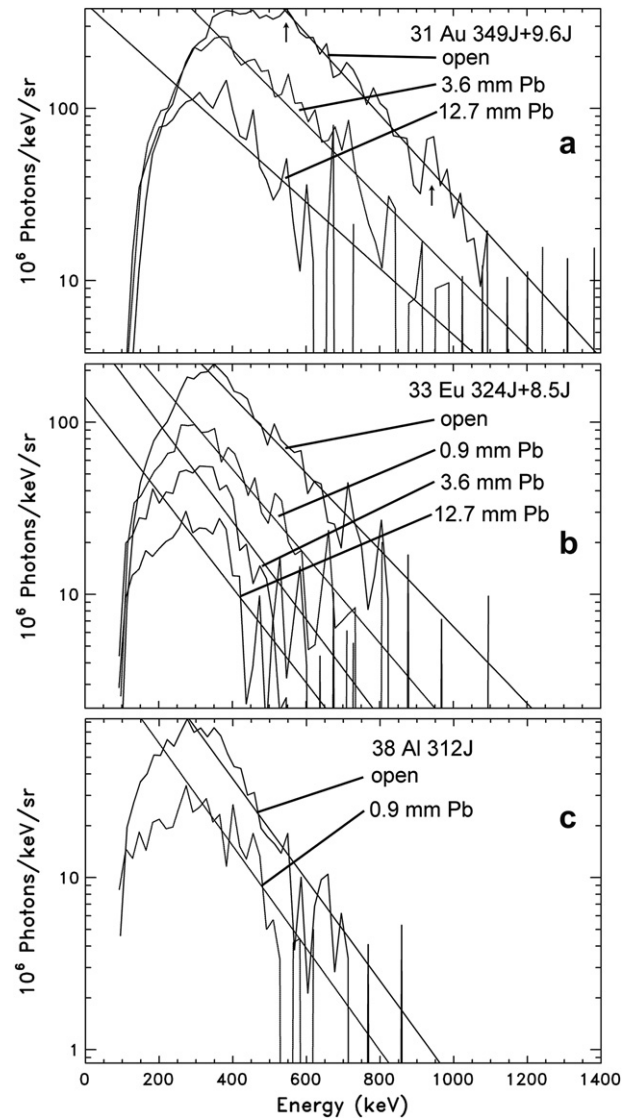 31 Au 349J+9.6J
open
3.6 mm Pb
12.7 mm Pb
a
100
10
10⁶ Photons/keV/sr
33 Eu 324J+8.5J
open
0.9 mm Pb
3.6 mm Pb
12.7 mm Pb
b
100
10
10⁶ Photons/keV/sr
38 Al 312J
open
0.9 mm Pb
c
10
1
10⁶ Photons/keV/sr
0 200 400 600 800 1000 1200 1400
Energy (keV)